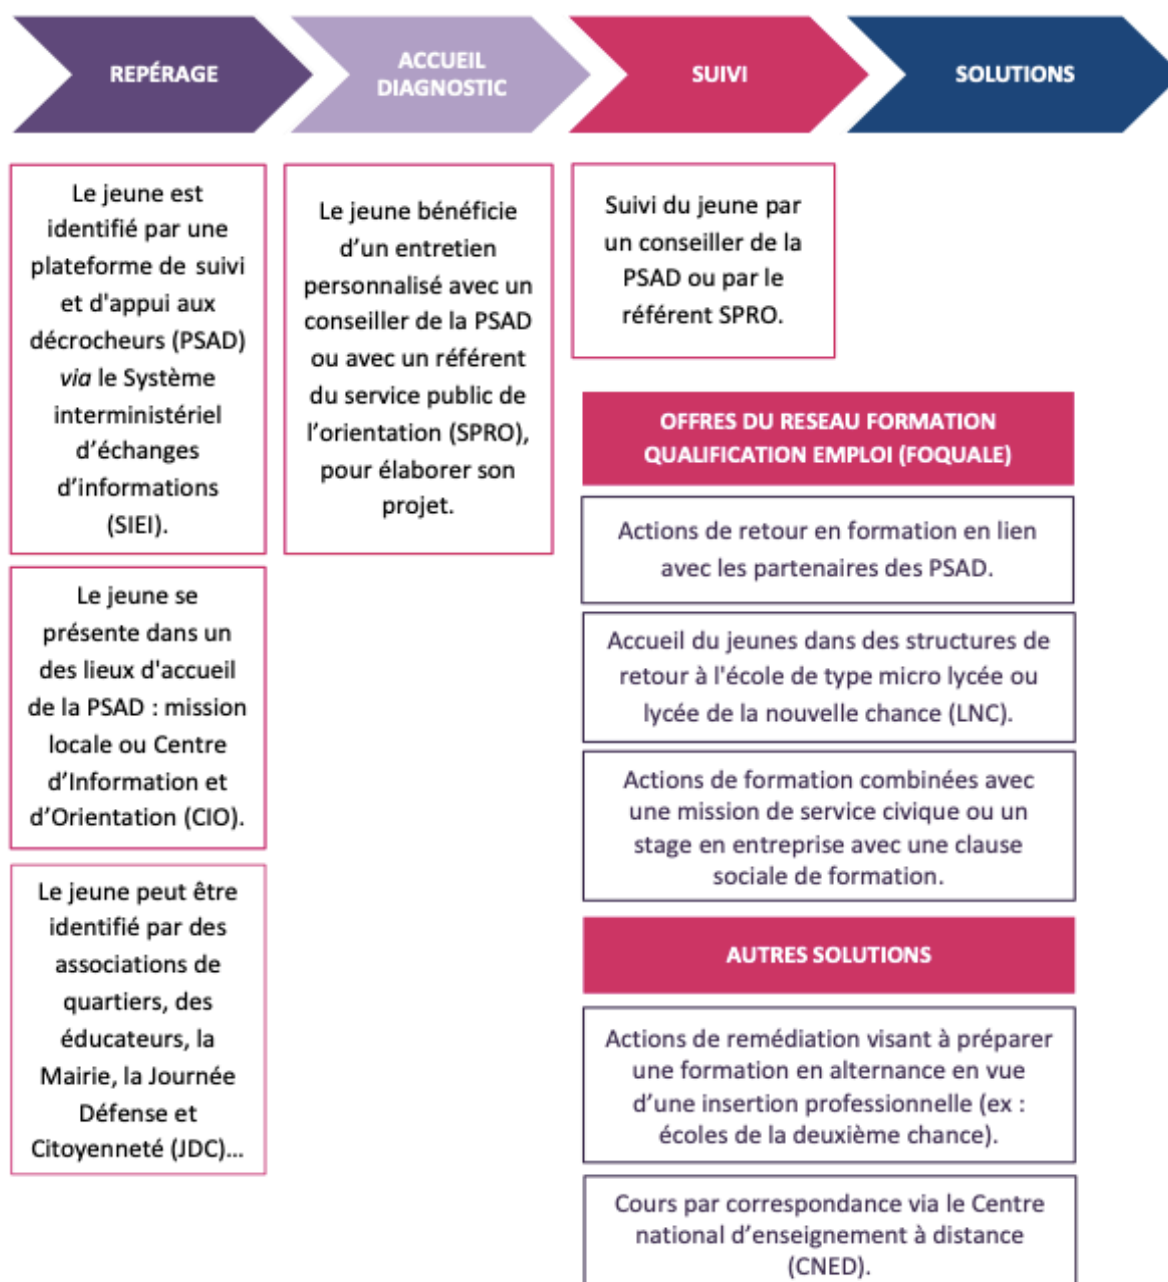 REPÉRAGE
ACCUEIL
DIAGNOSTIC
SUIVI
SOLUTIONS
Le jeune est
identifié par une
plateforme de suivi
et d'appui aux
décrocheurs (PSAD)
via le Système
interministériel
d’échanges
d’informations
(SIEI).
Le jeune se
présente dans un
des lieux d'accueil
de la PSAD : mission
locale ou Centre
d’Information et
d’Orientation (CIO).
Le jeune peut être
identifié par des
associations de
quartiers, des
éducateurs, la
Mairie, la Journée
Défense et
Citoyenneté (JDC)…
Le jeune bénéficie
d’un entretien
personnalisé avec un
conseiller de la PSAD
ou avec un référent
du service public de
l’orientation (SPRO),
pour élaborer son
projet.
Suivi du jeune par
un conseiller de la
PSAD ou par le
référent SPRO.
OFFRES DU RESEAU FORMATION
QUALIFICATION EMPLOI (FOQUALE)
Actions de retour en formation en lien
avec les partenaires des PSAD.
Accueil du jeunes dans des structures de
retour à l'école de type micro lycée ou
lycée de la nouvelle chance (LNC).
Actions de formation combinées avec
une mission de service civique ou un
stage en entreprise avec une clause
sociale de formation.
AUTRES SOLUTIONS
Actions de remédiation visant à préparer
une formation en alternance en vue
d’une insertion professionnelle (ex :
écoles de la deuxième chance).
Cours par correspondance via le Centre
national d’enseignement à distance
(CNED).